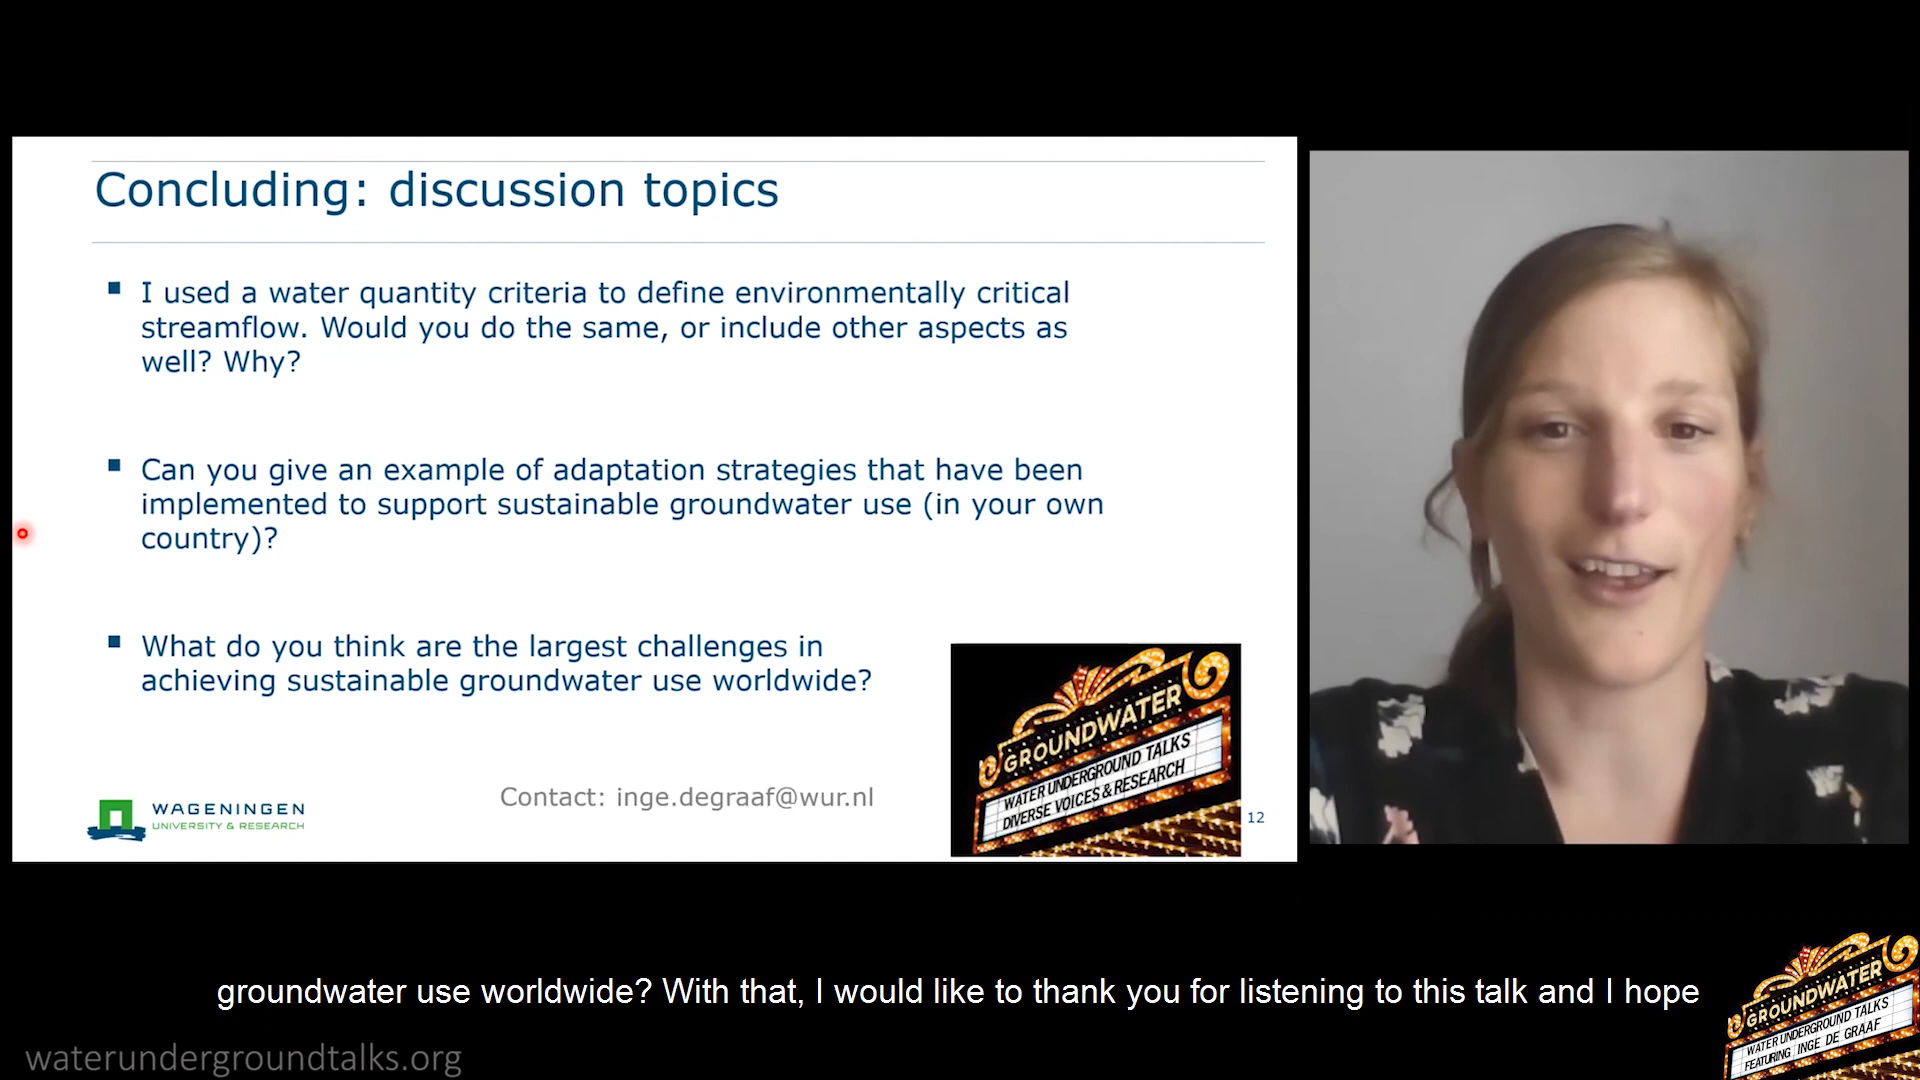 Concluding: discussion topics
I used a water quantity criteria to define environmentally critical
streamflow. Would you do the same, or include other aspects as
well? Why?
Can you give an example of adaptation strategies that have been
implemented to support sustainable groundwater use (in your own
country)?
What do you think are the largest challenges in
achieving sustainable groundwater use worldwide?
GROUNDWATER
WATER UNDERGROUND TALKS
DIVERSE VOICES & RESEARCH
WAGENINGEN
UNIVERSITY & RESEARCH
Contact: inge.degraaf@wur.nl
12
groundwater use worldwide? With that, I would like to thank you for listening to this talk and I hope
GROUNDWATER
WATER UNDERGROUND TALKS
FEATURING INGE DE GRAAF
waterundergroundtalks.org